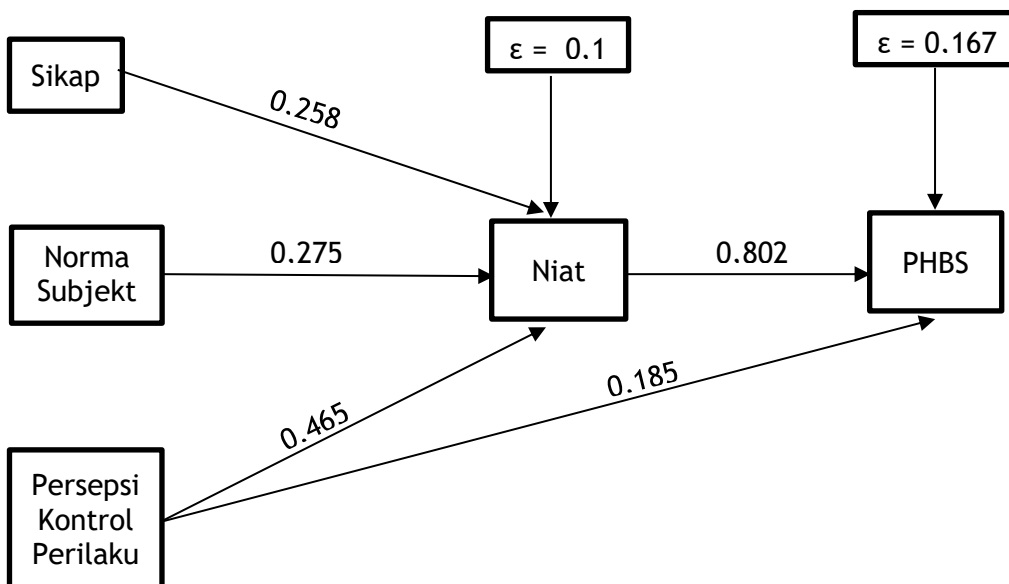 ε = 0.1
ε = 0.167
Sikap
0.258
Norma
Subjekt
0.275
Niat
0.802
PHBS
0.465
0.185
Persepsi
Kontrol
Perilaku